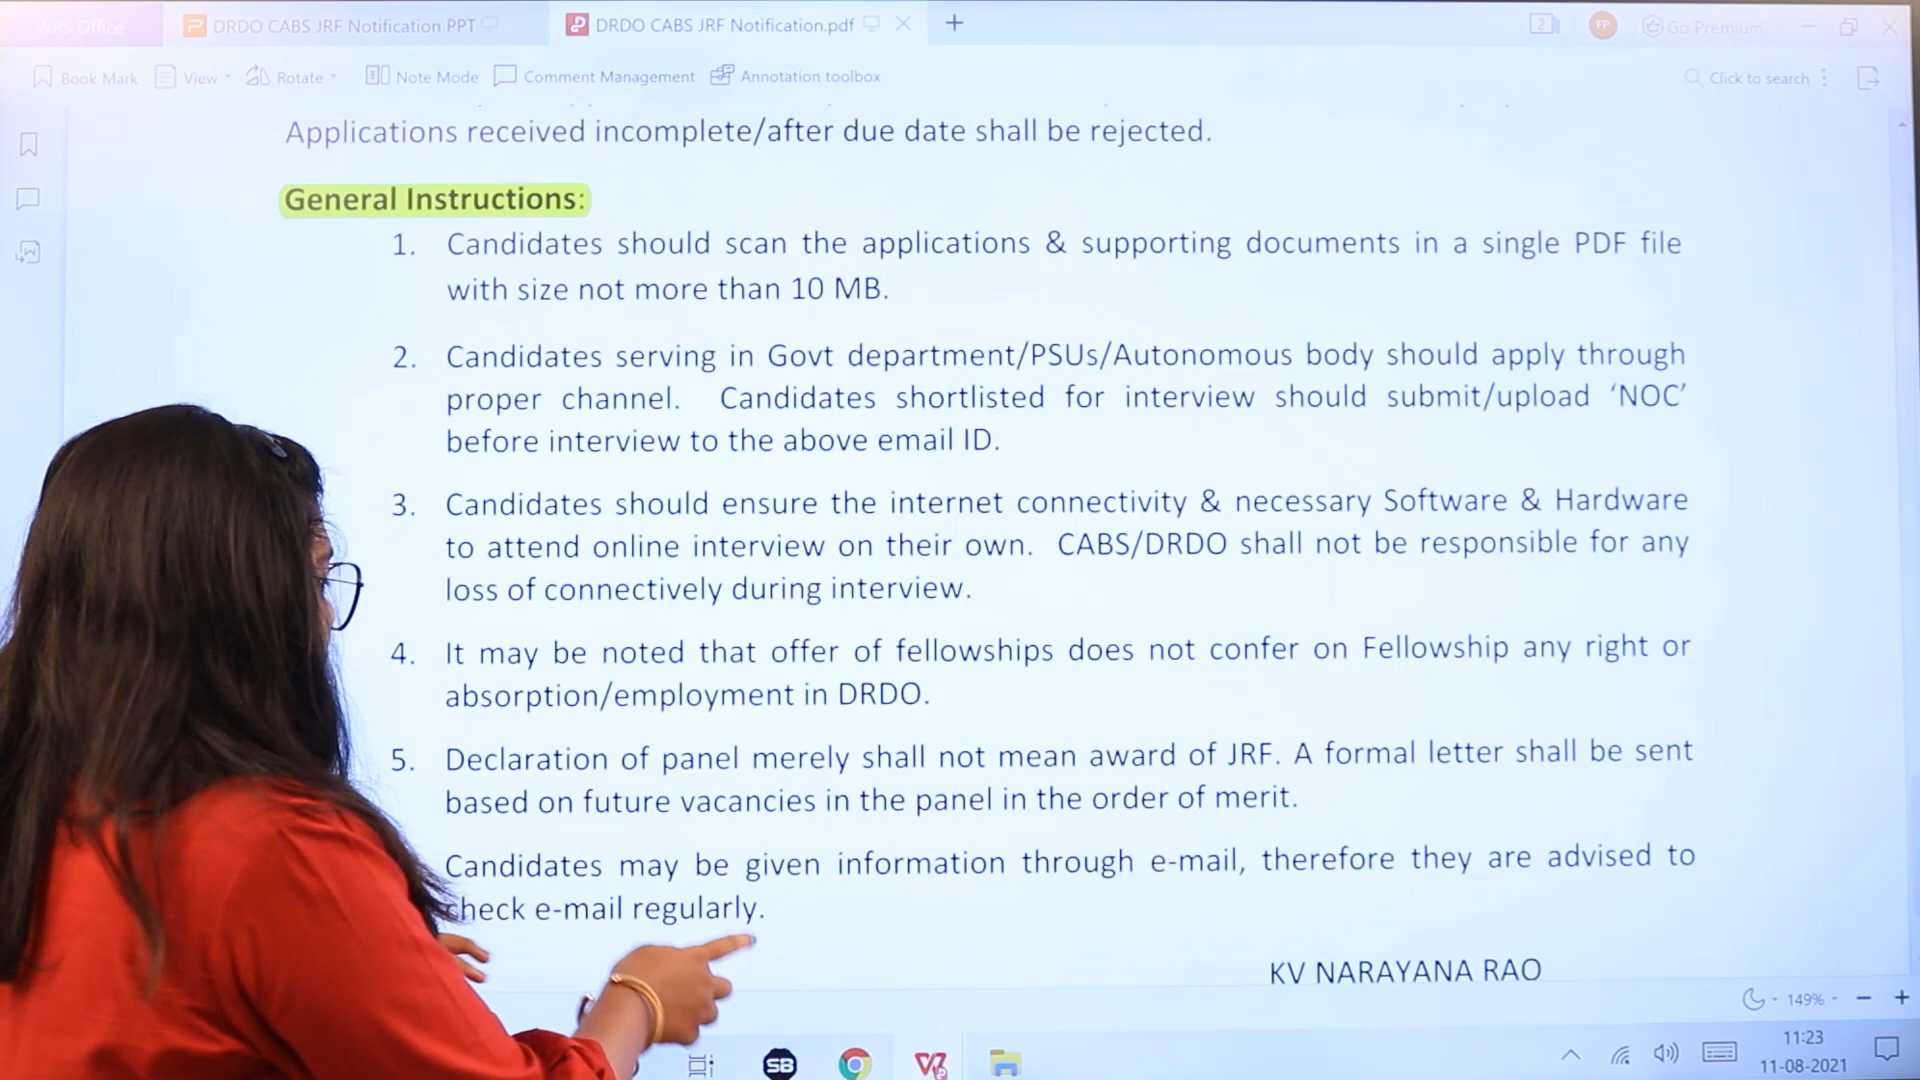 WPS Office
DRDO CABS JRF Notification PPT
DRDO CABS JRF Notification.pdf
2
FP
Go Premium
Book Mark
View
Rotate
Note Mode
Comment Management
Annotation toolbox
Click to search
Applications received incomplete/after due date shall be rejected.
General Instructions:
1. Candidates should scan the applications & supporting documents in a single PDF file
with size not more than 10 MB.
2. Candidates serving in Govt department/PSUs/Autonomous body should apply through
proper channel. Candidates shortlisted for interview should submit/upload ‘NOC’
before interview to the above email ID.
3. Candidates should ensure the internet connectivity & necessary Software & Hardware
to attend online interview on their own. CABS/DRDO shall not be responsible for any
loss of connectively during interview.
4. It may be noted that offer of fellowships does not confer on Fellowship any right or
absorption/employment in DRDO.
5. Declaration of panel merely shall not mean award of JRF. A formal letter shall be sent
based on future vacancies in the panel in the order of merit.
Candidates may be given information through e-mail, therefore they are advised to
check e-mail regularly.
KV NARAYANA RAO
149%
SB
11:23
11-08-2021